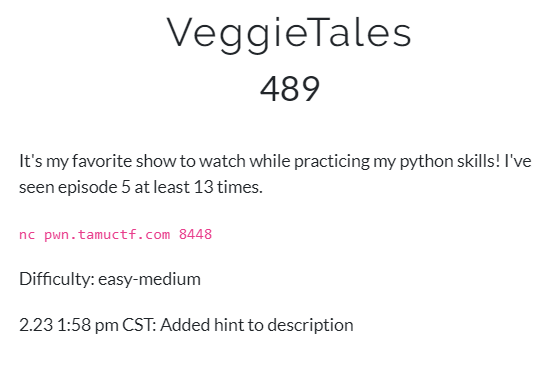 VeggieTales
489
It's my favorite show to watch while practicing my python skills! I've
seen episode 5 at least 13 times.
nc pwn.tamuctf.com 8448
Difficulty: easy-medium
2.23 1:58 pm CST: Added hint to description